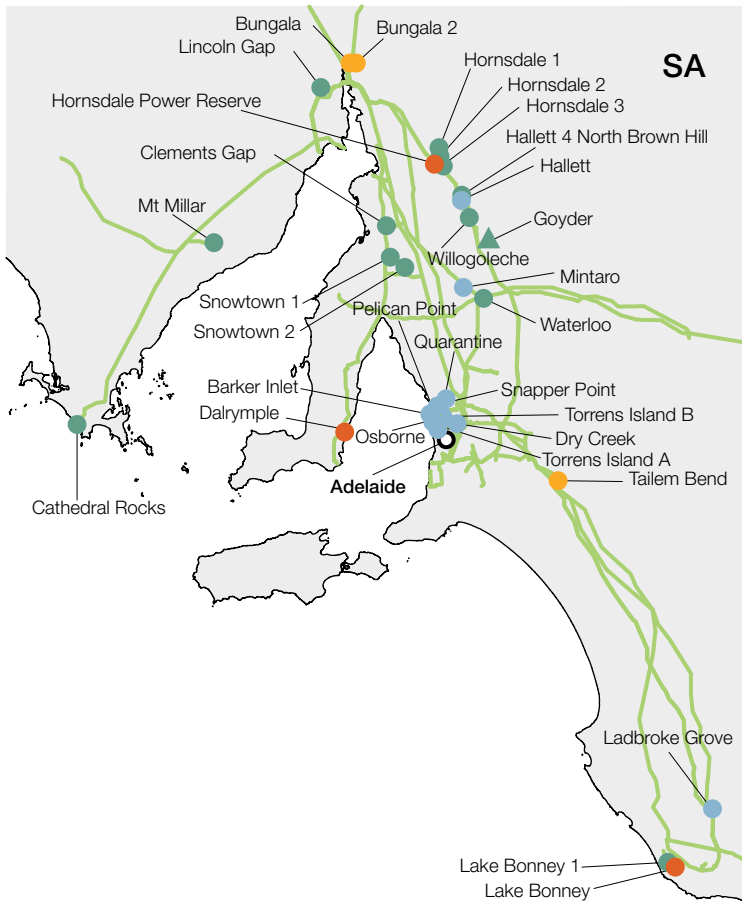 Bungala
Bungala 2
Lincoln Gap
SA
Hornsdale 1
Hornsdale 2
Hornsdale Power Reserve
Hornsdale 3
Hallett 4 North Brown Hill
Clements Gap
Hallett
Mt Millar
Goyder
Willogoleche
Mintaro
Snowtown 1
Pelican Point
Waterloo
Snowtown 2
Quarantine
Barker Inlet
Snapper Point
Dalrymple
Torrens Island B
Osborne
Dry Creek
Torrens Island A
Adelaide
Tailem Bend
Cathedral Rocks
Ladbroke Grove
Lake Bonney 1
Lake Bonney